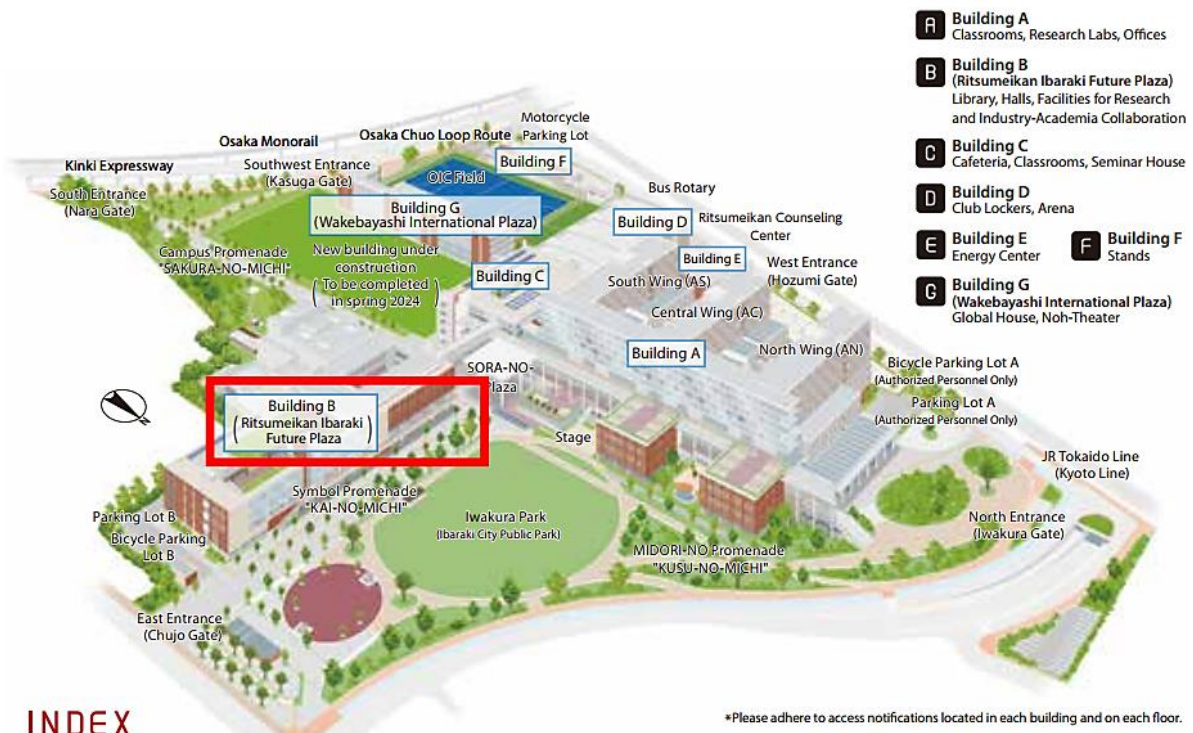 A Building A
Classrooms, Research Labs, Offices
B Building B
(Ritsumeikan Ibaraki Future Plaza)
Library, Halls, Facilities for Research
and Industry-Academia Collaboration
C Building C
Cafeteria, Classrooms, Seminar House
D Building D
Club Lockers, Arena
E Building E
Energy Center
F Building F
Stands
G Building G
(Wakebayashi International Plaza)
Global House, Noh-Theater
Motorcycle
Parking Lot
Osaka Chuo Loop Route
Osaka Monorail
Kinki Expressway
Building F
Southwest Entrance
(Kasuga Gate)
OIC Field
South Entrance
(Nara Gate)
Bus Rotary
Building G
(Wakebayashi International Plaza)
Building D
Ritsumeikan Counseling
Center
Campus Promenade
"SAKURA-NO-MICHI"
New building under
construction
(To be completed
in spring 2024)
Building C
Building E
West Entrance
(Hozumi Gate)
South Wing (AS)
Central Wing (AC)
North Wing (AN)
Building A
SORA-NO-
Plaza
Bicycle Parking Lot A
(Authorized Personnel Only)
Parking Lot A
(Authorized Personnel Only)
Building B
(Ritsumeikan Ibaraki
Future Plaza)
Stage
JR Tokaido Line
(Kyoto Line)
Symbol Promenade
"KAI-NO-MICHI"
Parking Lot B
Bicycle Parking
Lot B
Iwakura Park
(Ibaraki City Public Park)
North Entrance
(Iwakura Gate)
MIDORI-NO Promenade
"KUSU-NO-MICHI"
East Entrance
(Chujo Gate)
INDEX
*Please adhere to access notifications located in each building and on each floor.